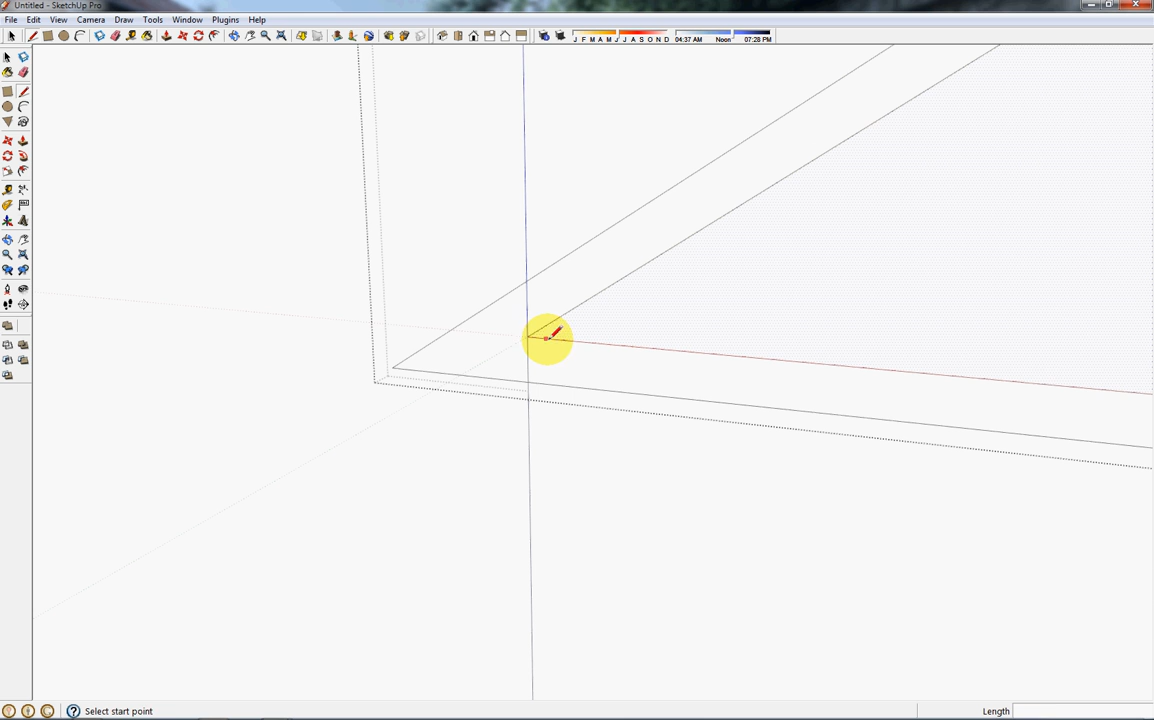 Untitled - SketchUp Pro
File Edit View Camera Draw Tools Window Plugins Help
J F M A M J J A S O N D 04:37 AM Noon 07:28 PM
Select start point
Length